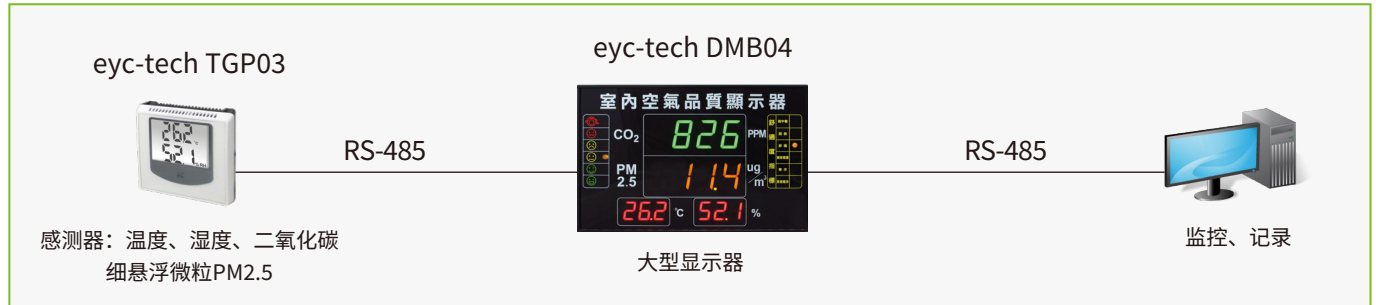 eyc-tech TGP03
26.2
52.1
%RH
RS-485
感测器：温度、湿度、二氧化碳
细悬浮微粒PM2.5
eyc-tech DMB04
室內空氣品質顯示器
CO₂ 826 PPM
PM 2.5 11.4 ug/m³
26.2 °C 52.1 %
大型显示器
RS-485
监控、记录